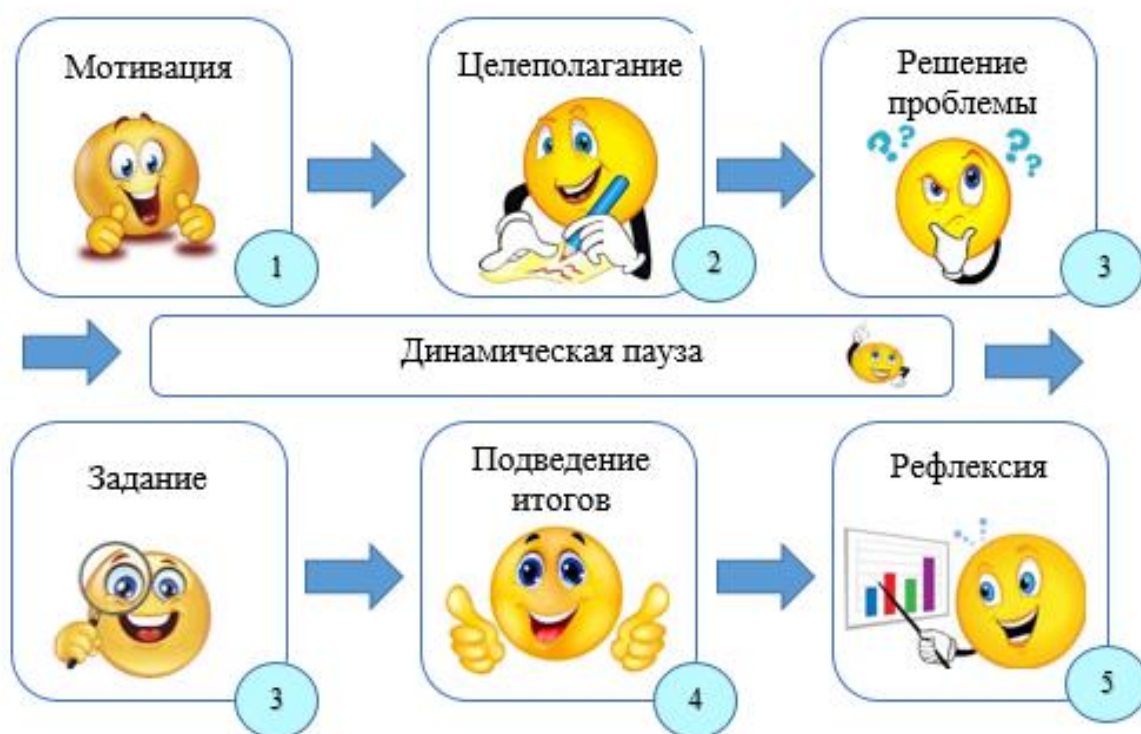 Мотивация
1
Целеполагание
2
Решение
проблемы
3
Динамическая пауза
Задание
3
Подведение
итогов
4
Рефлексия
5